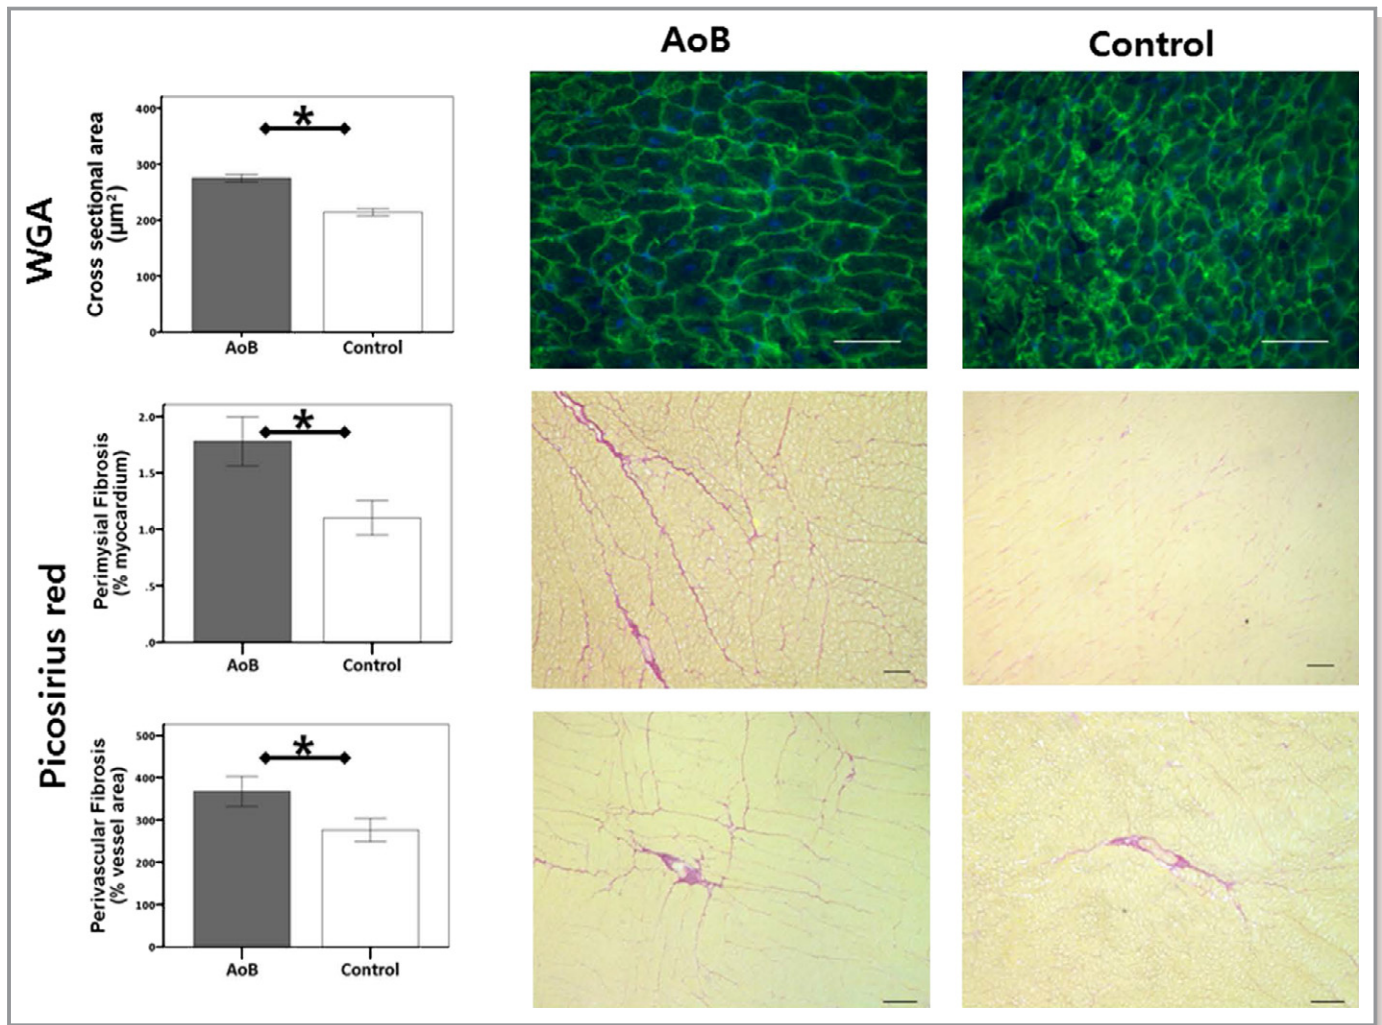 AoB
Control
WGA
Cross sectional area
(µm²)
400
*
300
200
100
0
AoB
Control
Picosirius red
Perimysial Fibrosis
(% myocardium)
2.0
*
1.5
1.0
.5
.0
AoB
Control
Perivascular Fibrosis
(% vessel area)
500
*
400
300
200
100
0
AoB
Control